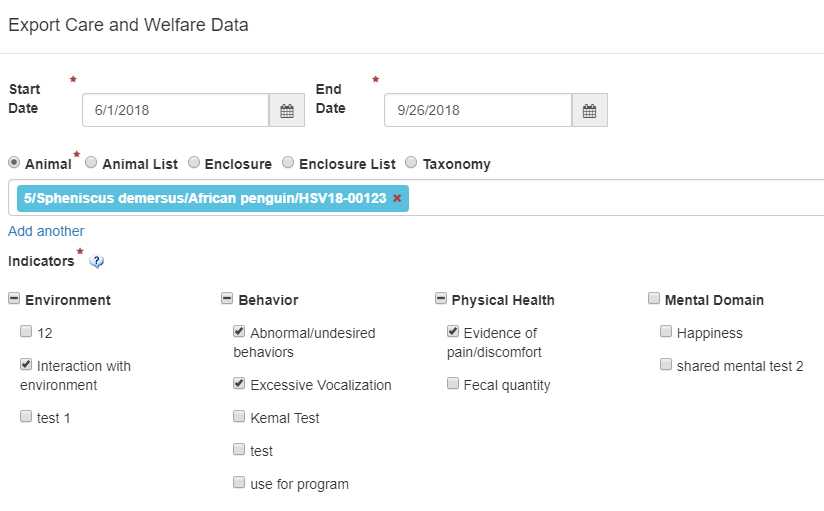 Export Care and Welfare Data
Start Date * 6/1/2018 End Date * 9/26/2018
Animal * Animal List Enclosure Enclosure List Taxonomy
5/Spheniscus demersus/African penguin/HSV18-00123 ×
Add another
Indicators * ?
Environment
12
Interaction with
environment
test 1
Behavior
Abnormal/undesired
behaviors
Excessive Vocalization
Kemal Test
test
use for program
Physical Health
Evidence of
pain/discomfort
Fecal quantity
Mental Domain
Happiness
shared mental test 2